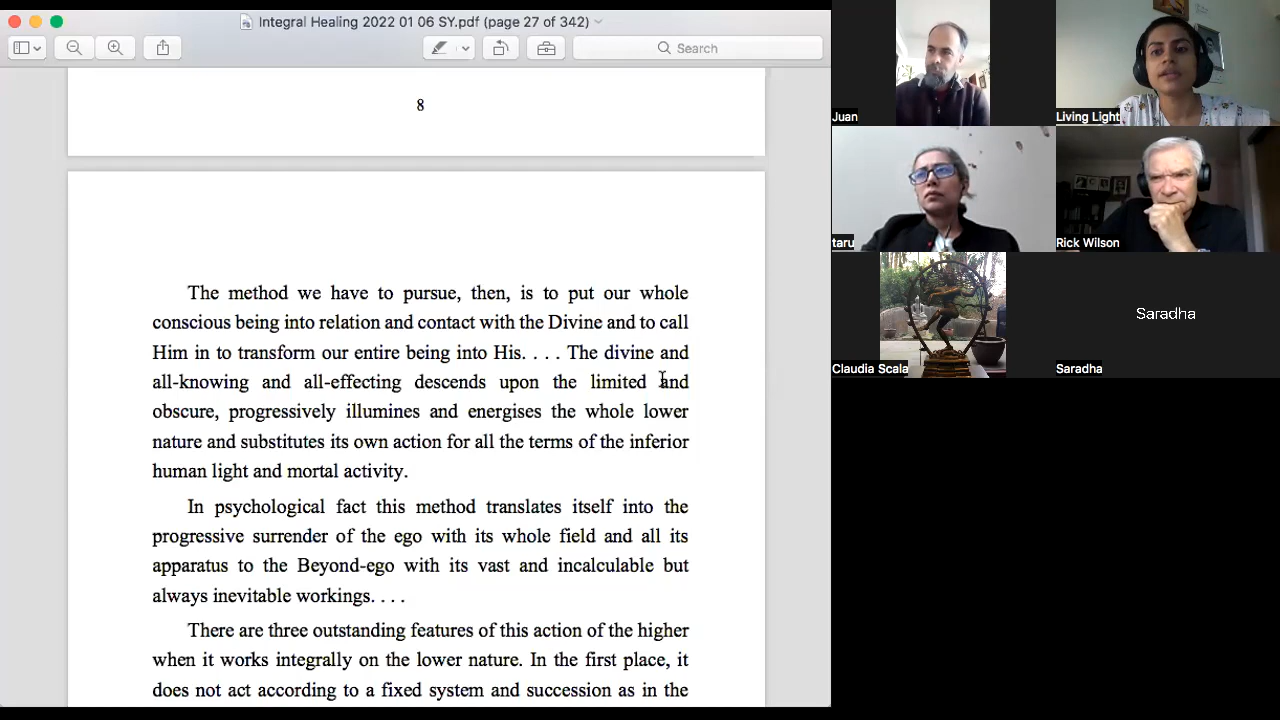 Integral Healing 2022 01 06 SY.pdf (page 27 of 342)
Search
8
The method we have to pursue, then, is to put our whole
conscious being into relation and contact with the Divine and to call
Him in to transform our entire being into His. . . . The divine and
all-knowing and all-effecting descends upon the limited and
obscure, progressively illumines and energises the whole lower
nature and substitutes its own action for all the terms of the inferior
human light and mortal activity.
In psychological fact this method translates itself into the
progressive surrender of the ego with its whole field and all its
apparatus to the Beyond-ego with its vast and incalculable but
always inevitable workings. . . .
There are three outstanding features of this action of the higher
when it works integrally on the lower nature. In the first place, it
does not act according to a fixed system and succession as in the
Juan
Living Light
taru
Rick Wilson
Claudia Scala
Saradha
Saradha